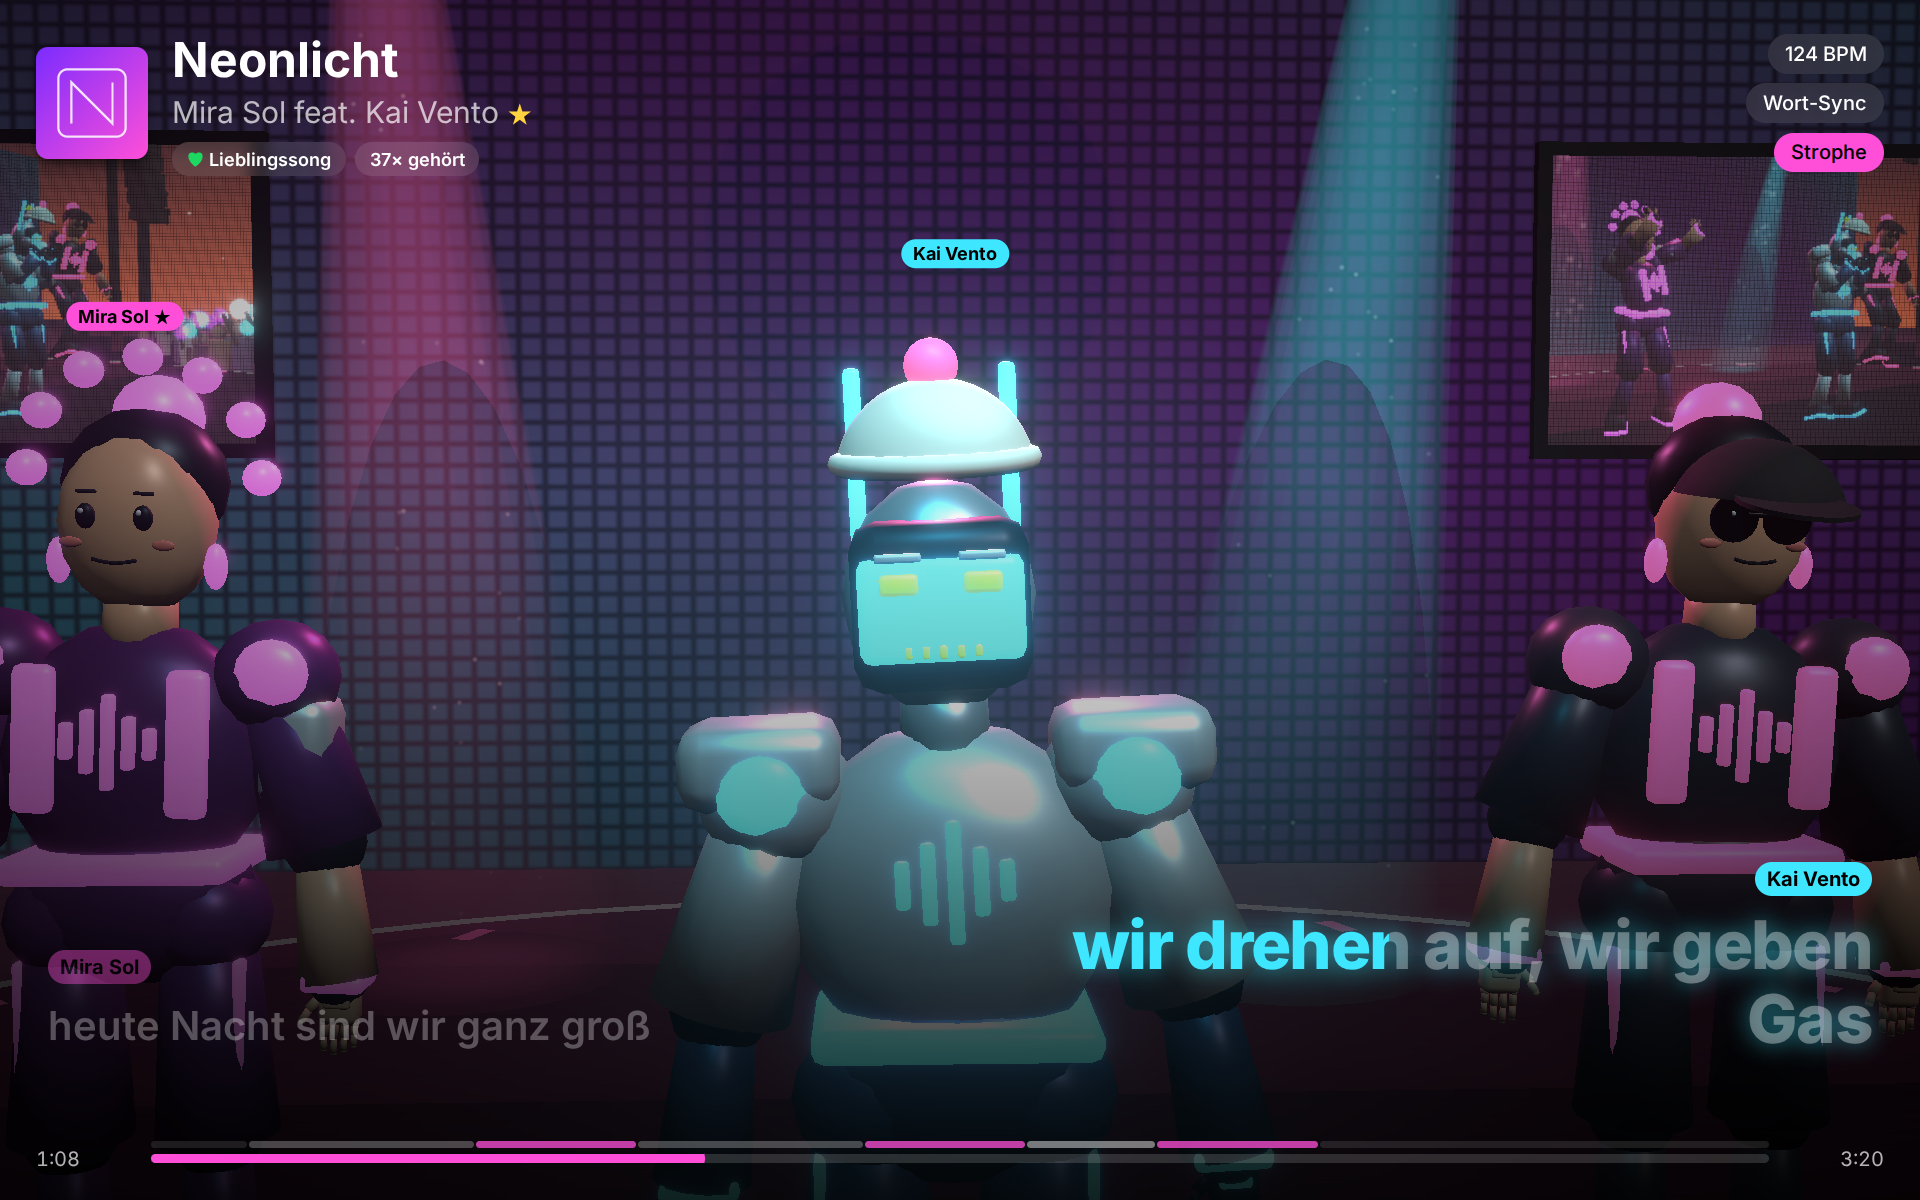 Neonlicht
Mira Sol feat. Kai Vento ★
Lieblingssong
37× gehört
N
124 BPM
Wort-Sync
Strophe
Kai Vento
Mira Sol ★
Kai Vento
wir drehen auf, wir geben
Gas
Mira Sol
heute Nacht sind wir ganz groß
1:08
3:20